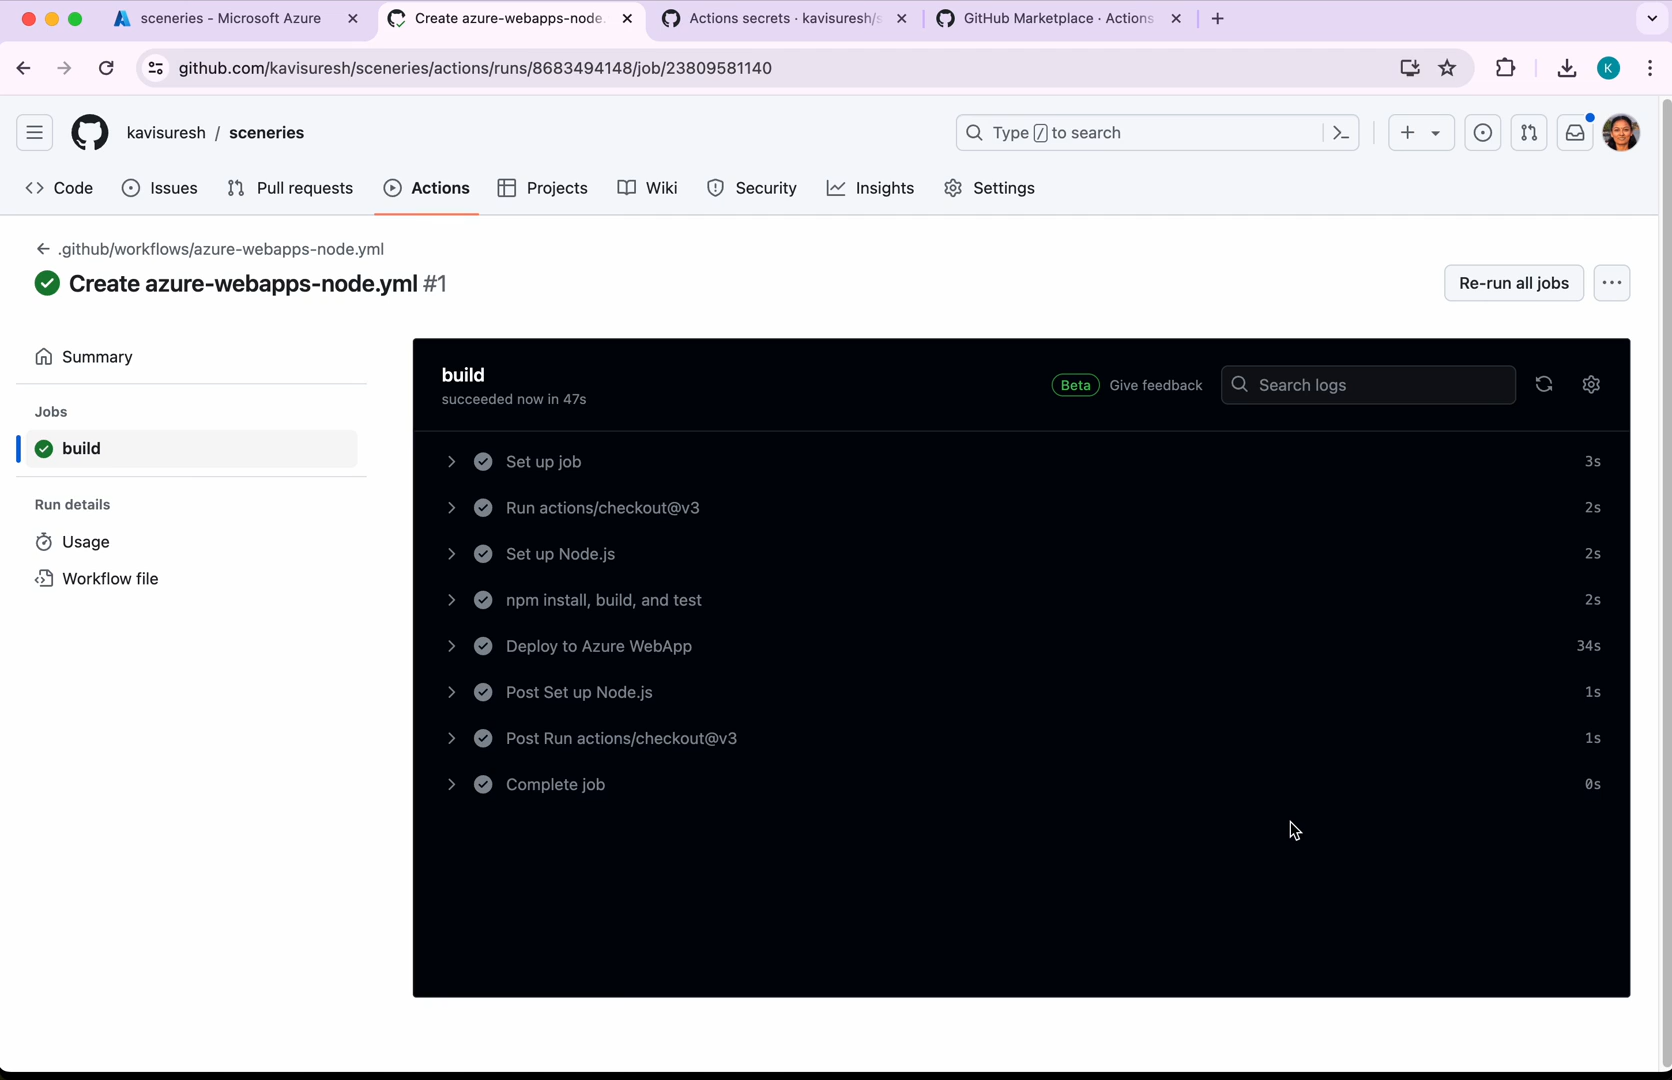 sceneries - Microsoft Azure
Create azure-webapps-node.
Actions secrets · kavisuresh/s
GitHub Marketplace · Actions
github.com/kavisuresh/sceneries/actions/runs/8683494148/job/23809581140
K
kavisuresh / sceneries
Type / to search
Code
Issues
Pull requests
Actions
Projects
Wiki
Security
Insights
Settings
.github/workflows/azure-webapps-node.yml
Create azure-webapps-node.yml #1
Re-run all jobs
Summary
Jobs
build
Run details
Usage
Workflow file
build
succeeded now in 47s
Beta
Give feedback
Search logs
Set up job 3s
Run actions/checkout@v3 2s
Set up Node.js 2s
npm install, build, and test 2s
Deploy to Azure WebApp 34s
Post Set up Node.js 1s
Post Run actions/checkout@v3 1s
Complete job 0s